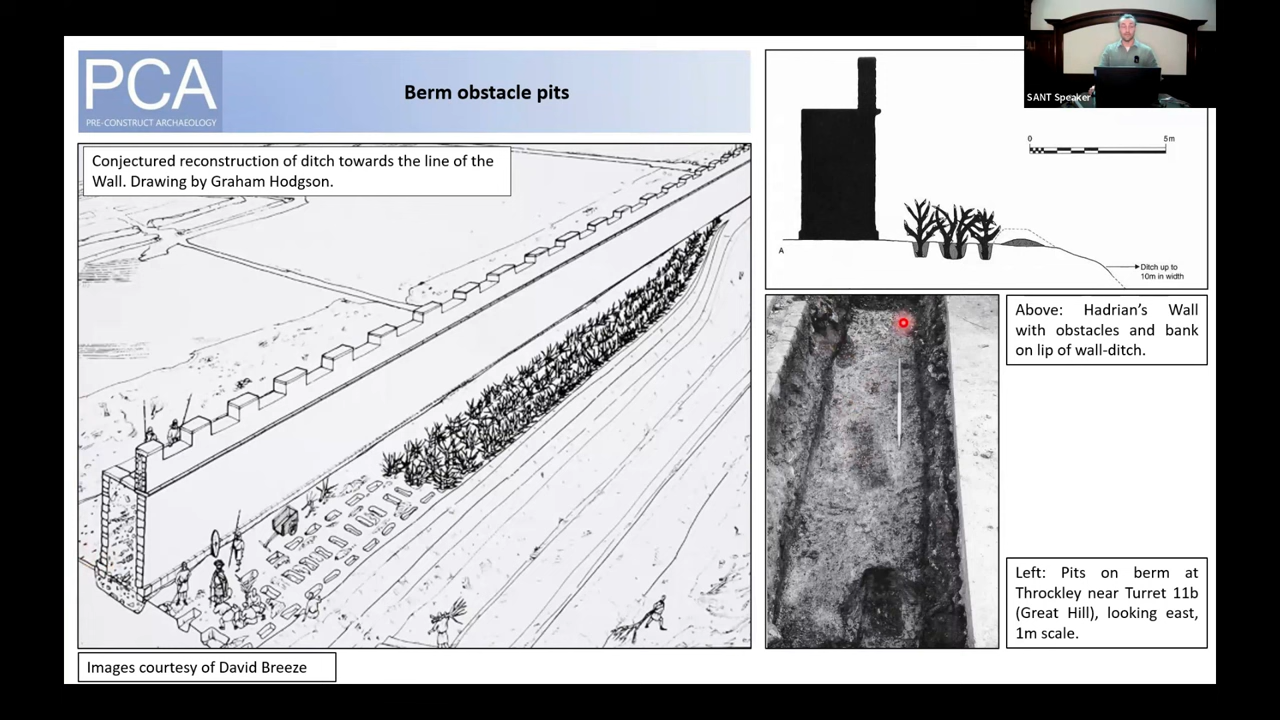 PCA
PRE-CONSTRUCT ARCHAEOLOGY
Berm obstacle pits
Conjectured reconstruction of ditch towards the line of the
Wall. Drawing by Graham Hodgson.
Images courtesy of David Breeze
SANT Speaker
0 5m
A
Ditch up to
10m in width
Above: Hadrian's Wall
with obstacles and bank
on lip of wall-ditch.
Left: Pits on berm at
Throckley near Turret 11b
(Great Hill), looking east,
1m scale.